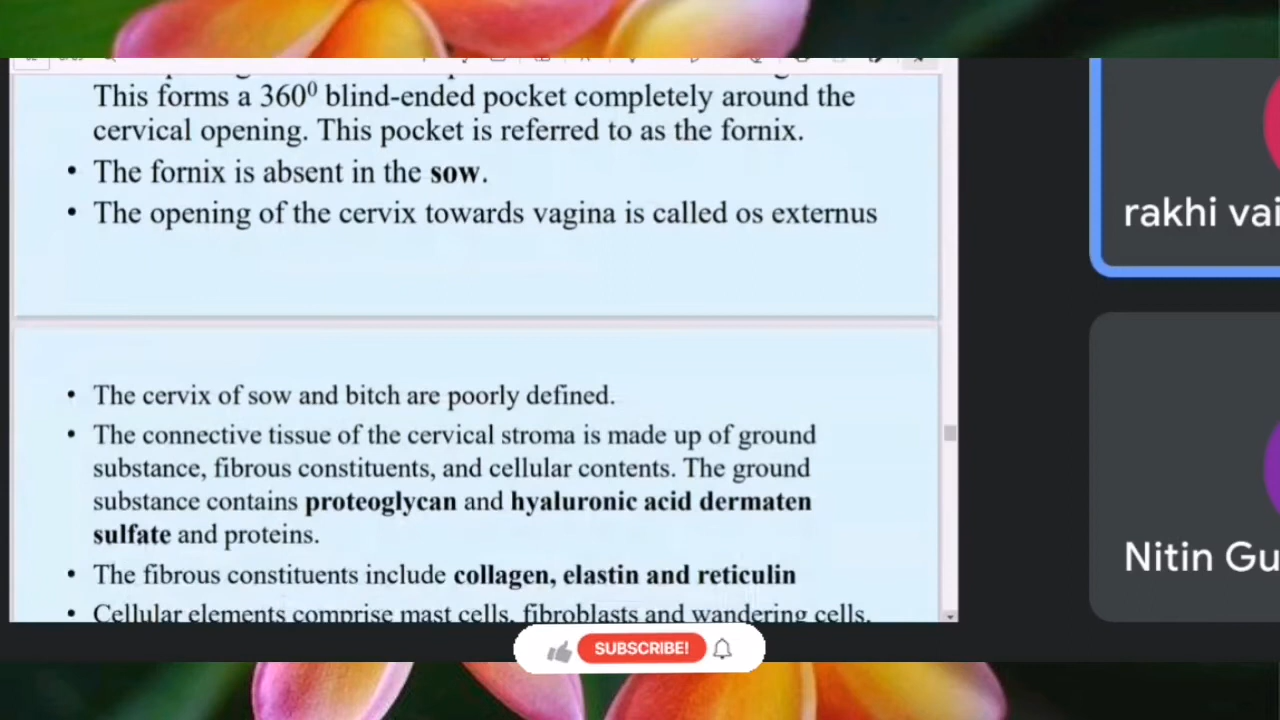 This forms a 360⁰ blind-ended pocket completely around the
cervical opening. This pocket is referred to as the fornix.
• The fornix is absent in the sow.
• The opening of the cervix towards vagina is called os externus
• The cervix of sow and bitch are poorly defined.
• The connective tissue of the cervical stroma is made up of ground
substance, fibrous constituents, and cellular contents. The ground
substance contains proteoglycan and hyaluronic acid dermaten
sulfate and proteins.
• The fibrous constituents include collagen, elastin and reticulin
• Cellular elements comprise mast cells, fibroblasts and wandering cells.
rakhi vai
Nitin Gu
SUBSCRIBE!